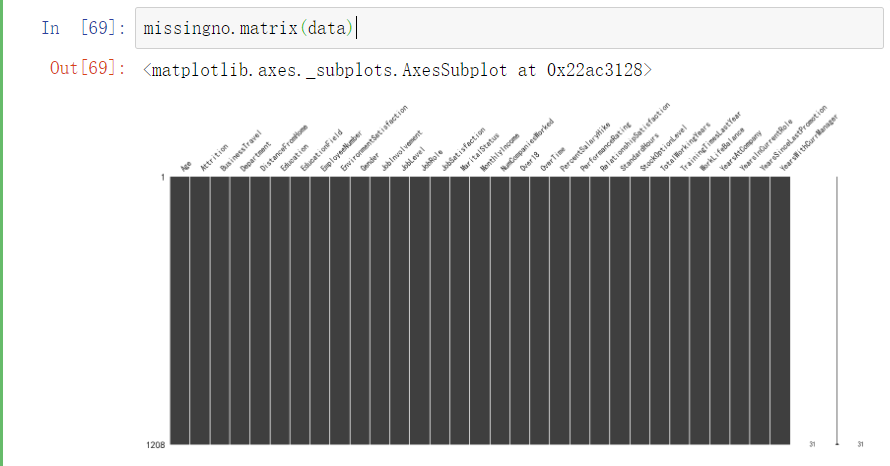 In [69]: missingno.matrix(data)
Out[69]: <matplotlib.axes._subplots.AxesSubplot at 0x22ac3128>
Age
Attrition
BusinessTravel
Department
DistanceFromHome
Education
EducationField
EmployeeNumber
EnvironmentSatisfaction
Gender
JobInvolvement
JobLevel
JobRole
JobSatisfaction
MaritalStatus
MonthlyIncome
NumCompaniesWorked
Over18
OverTime
PercentSalaryHike
PerformanceRating
RelationshipSatisfaction
StandardHours
StockOptionLevel
TotalWorkingYears
TrainingTimesLastYear
WorkLifeBalance
YearsAtCompany
YearsInCurrentRole
YearsSinceLastPromotion
YearsWithCurrManager
1
1208
31 31